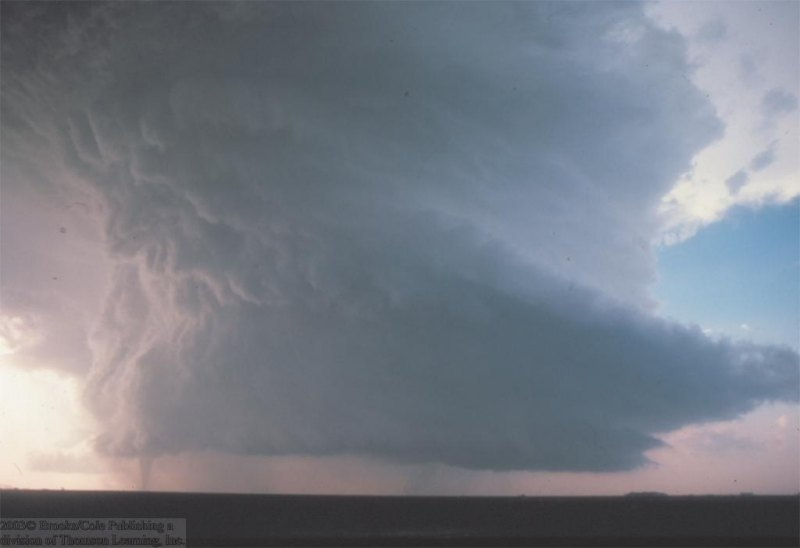 2003© Brooks/Cole Publishing a
division of Thomson Learning, Inc.